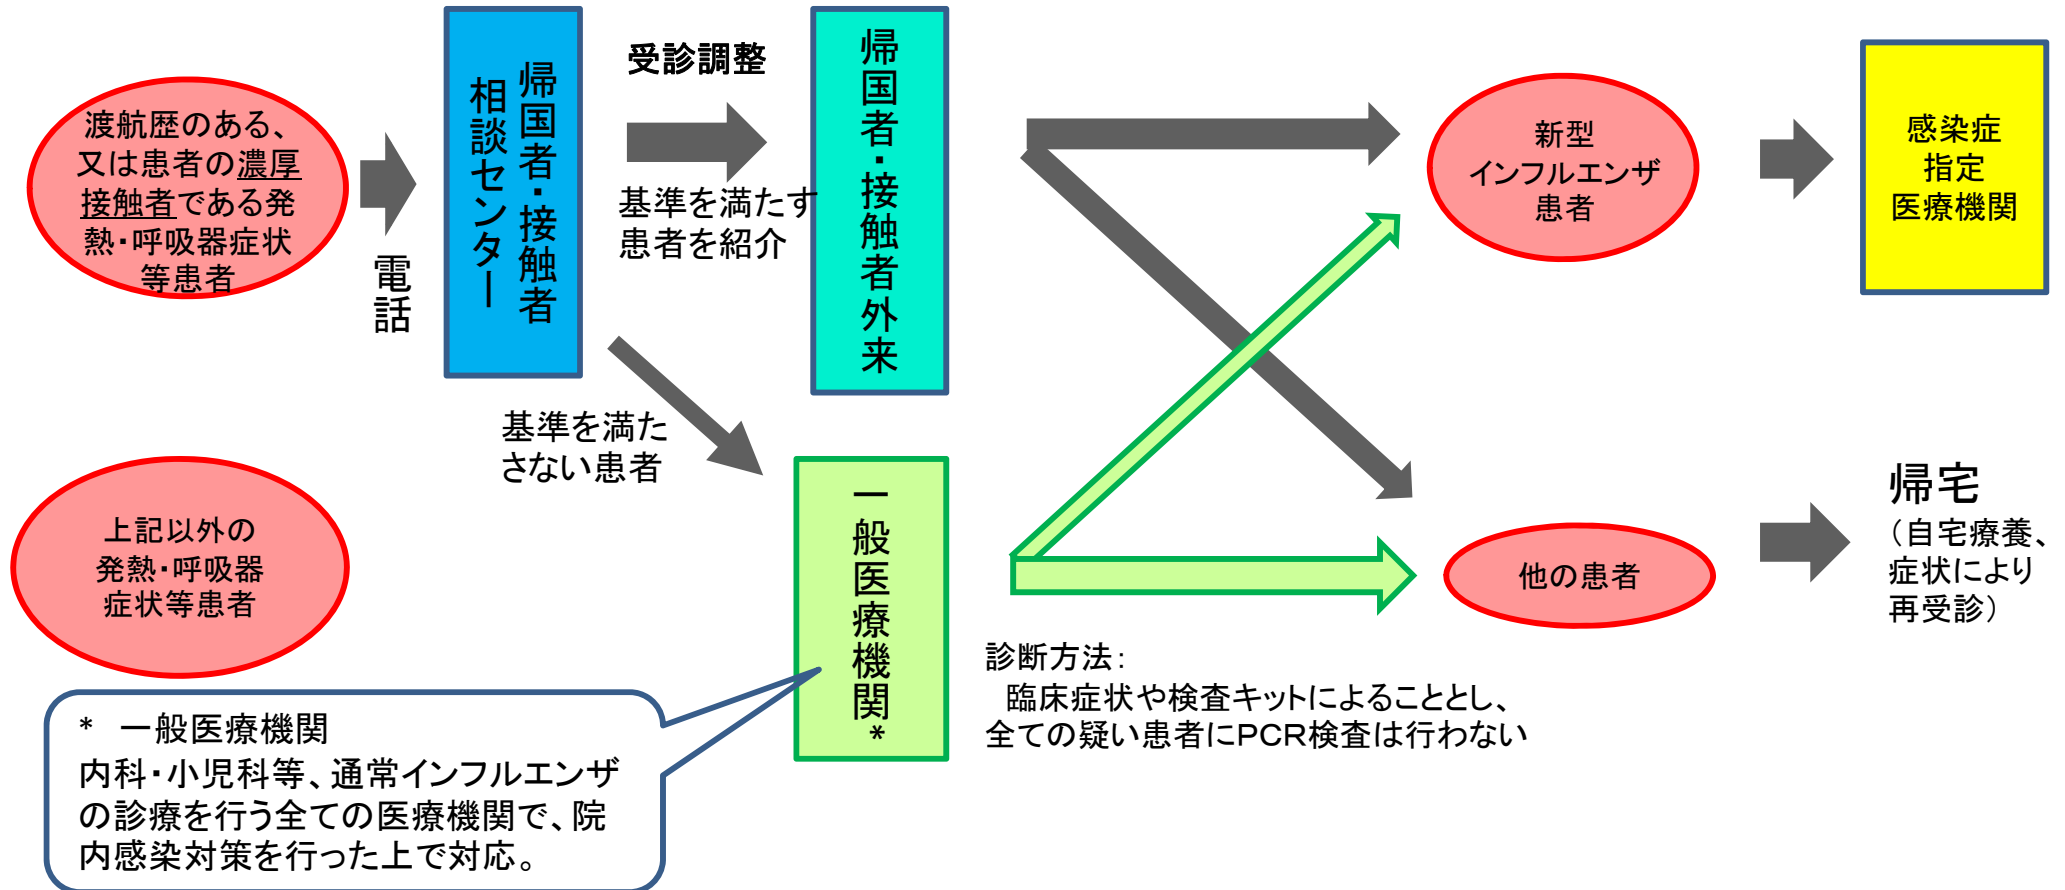 渡航歴のある、
又は患者の濃厚
接触者である発
熱・呼吸器症状
等患者
電話
帰国者・接触者
相談センター
受診調整
基準を満たす
患者を紹介
帰国者・接触者外来
新型
インフルエンザ
患者
感染症
指定
医療機関
基準を満た
さない患者
上記以外の
発熱・呼吸器
症状等患者
一般医療機関*
他の患者
帰宅
（自宅療養、
症状により
再受診）
診断方法：
臨床症状や検査キットによることとし、
全ての疑い患者にＰＣＲ検査は行わない
* 一般医療機関
内科・小児科等、通常インフルエンザ
の診療を行う全ての医療機関で、院
内感染対策を行った上で対応。